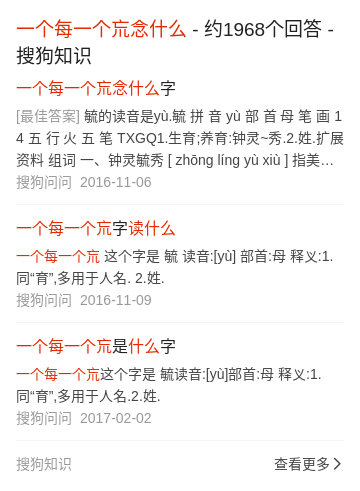 一个每一个巟念什么 - 约1968个回答 -
搜狗知识
一个每一个巟念什么字
[最佳答案] 毓的读音是yù.毓 拼 音 yù 部 首 母 笔 画 1
4 五 行 火 五 笔 TXGQ1.生育;养育:钟灵~秀.2.姓.扩展
资料 组词 一、钟灵毓秀 [ zhōng líng yù xiù ] 指美…
搜狗问问 2016-11-06
一个每一个巟字读什么
一个每一个巟 这个字是 毓 读音:[yù] 部首:母 释义:1.
同“育”,多用于人名. 2.姓.
搜狗问问 2016-11-09
一个每一个巟是什么字
一个每一个巟这个字是 毓读音:[yù]部首:母 释义:1.
同“育”,多用于人名.2.姓.
搜狗问问 2017-02-02
搜狗知识 查看更多